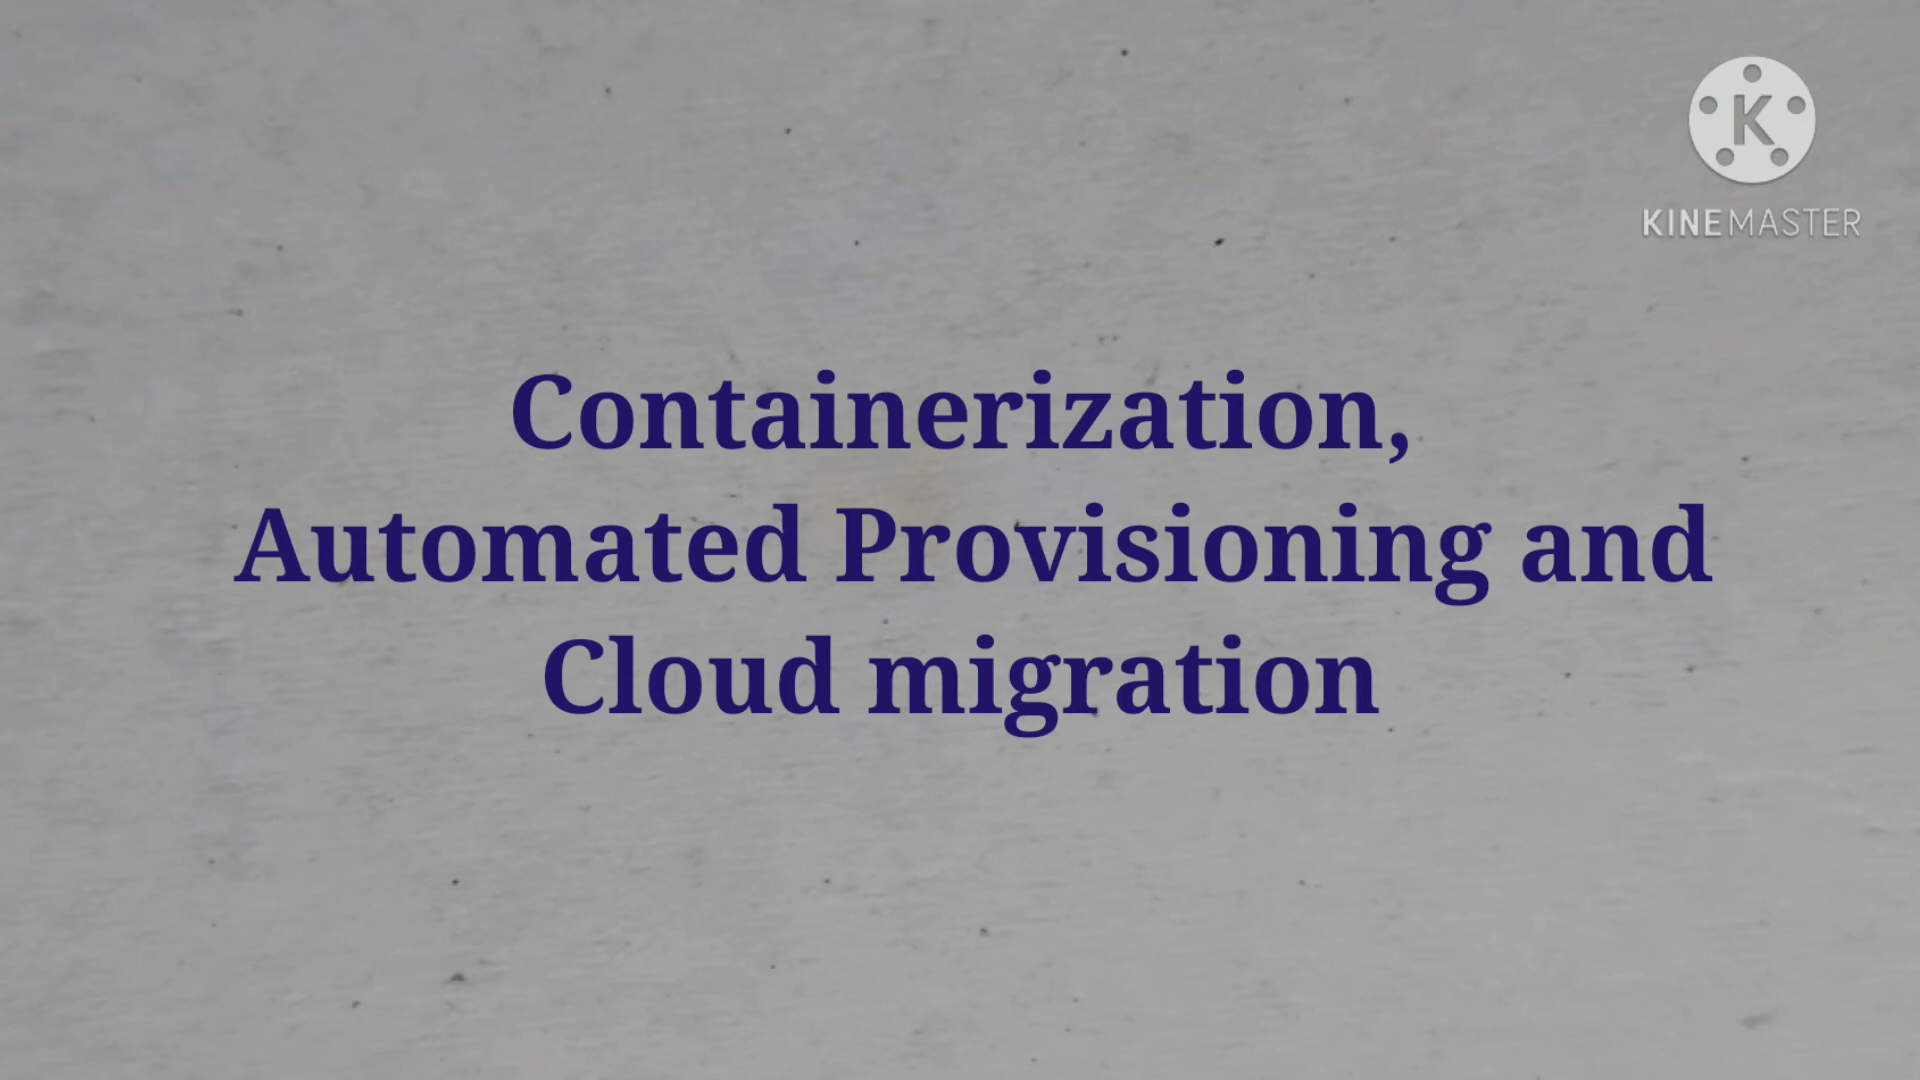 K
KINEMASTER
Containerization,
Automated Provisioning and
Cloud migration